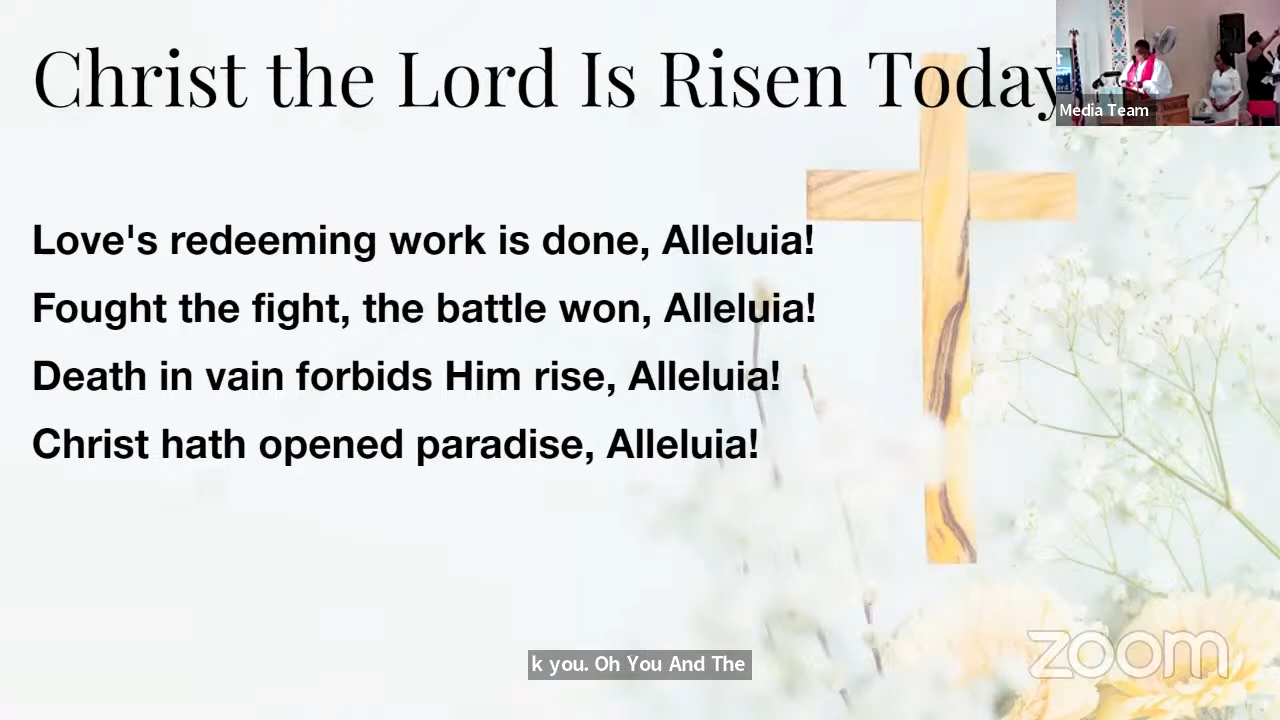 Christ the Lord Is Risen Today
Media Team
Love's redeeming work is done, Alleluia!
Fought the fight, the battle won, Alleluia!
Death in vain forbids Him rise, Alleluia!
Christ hath opened paradise, Alleluia!
k you. Oh You And The
zoom